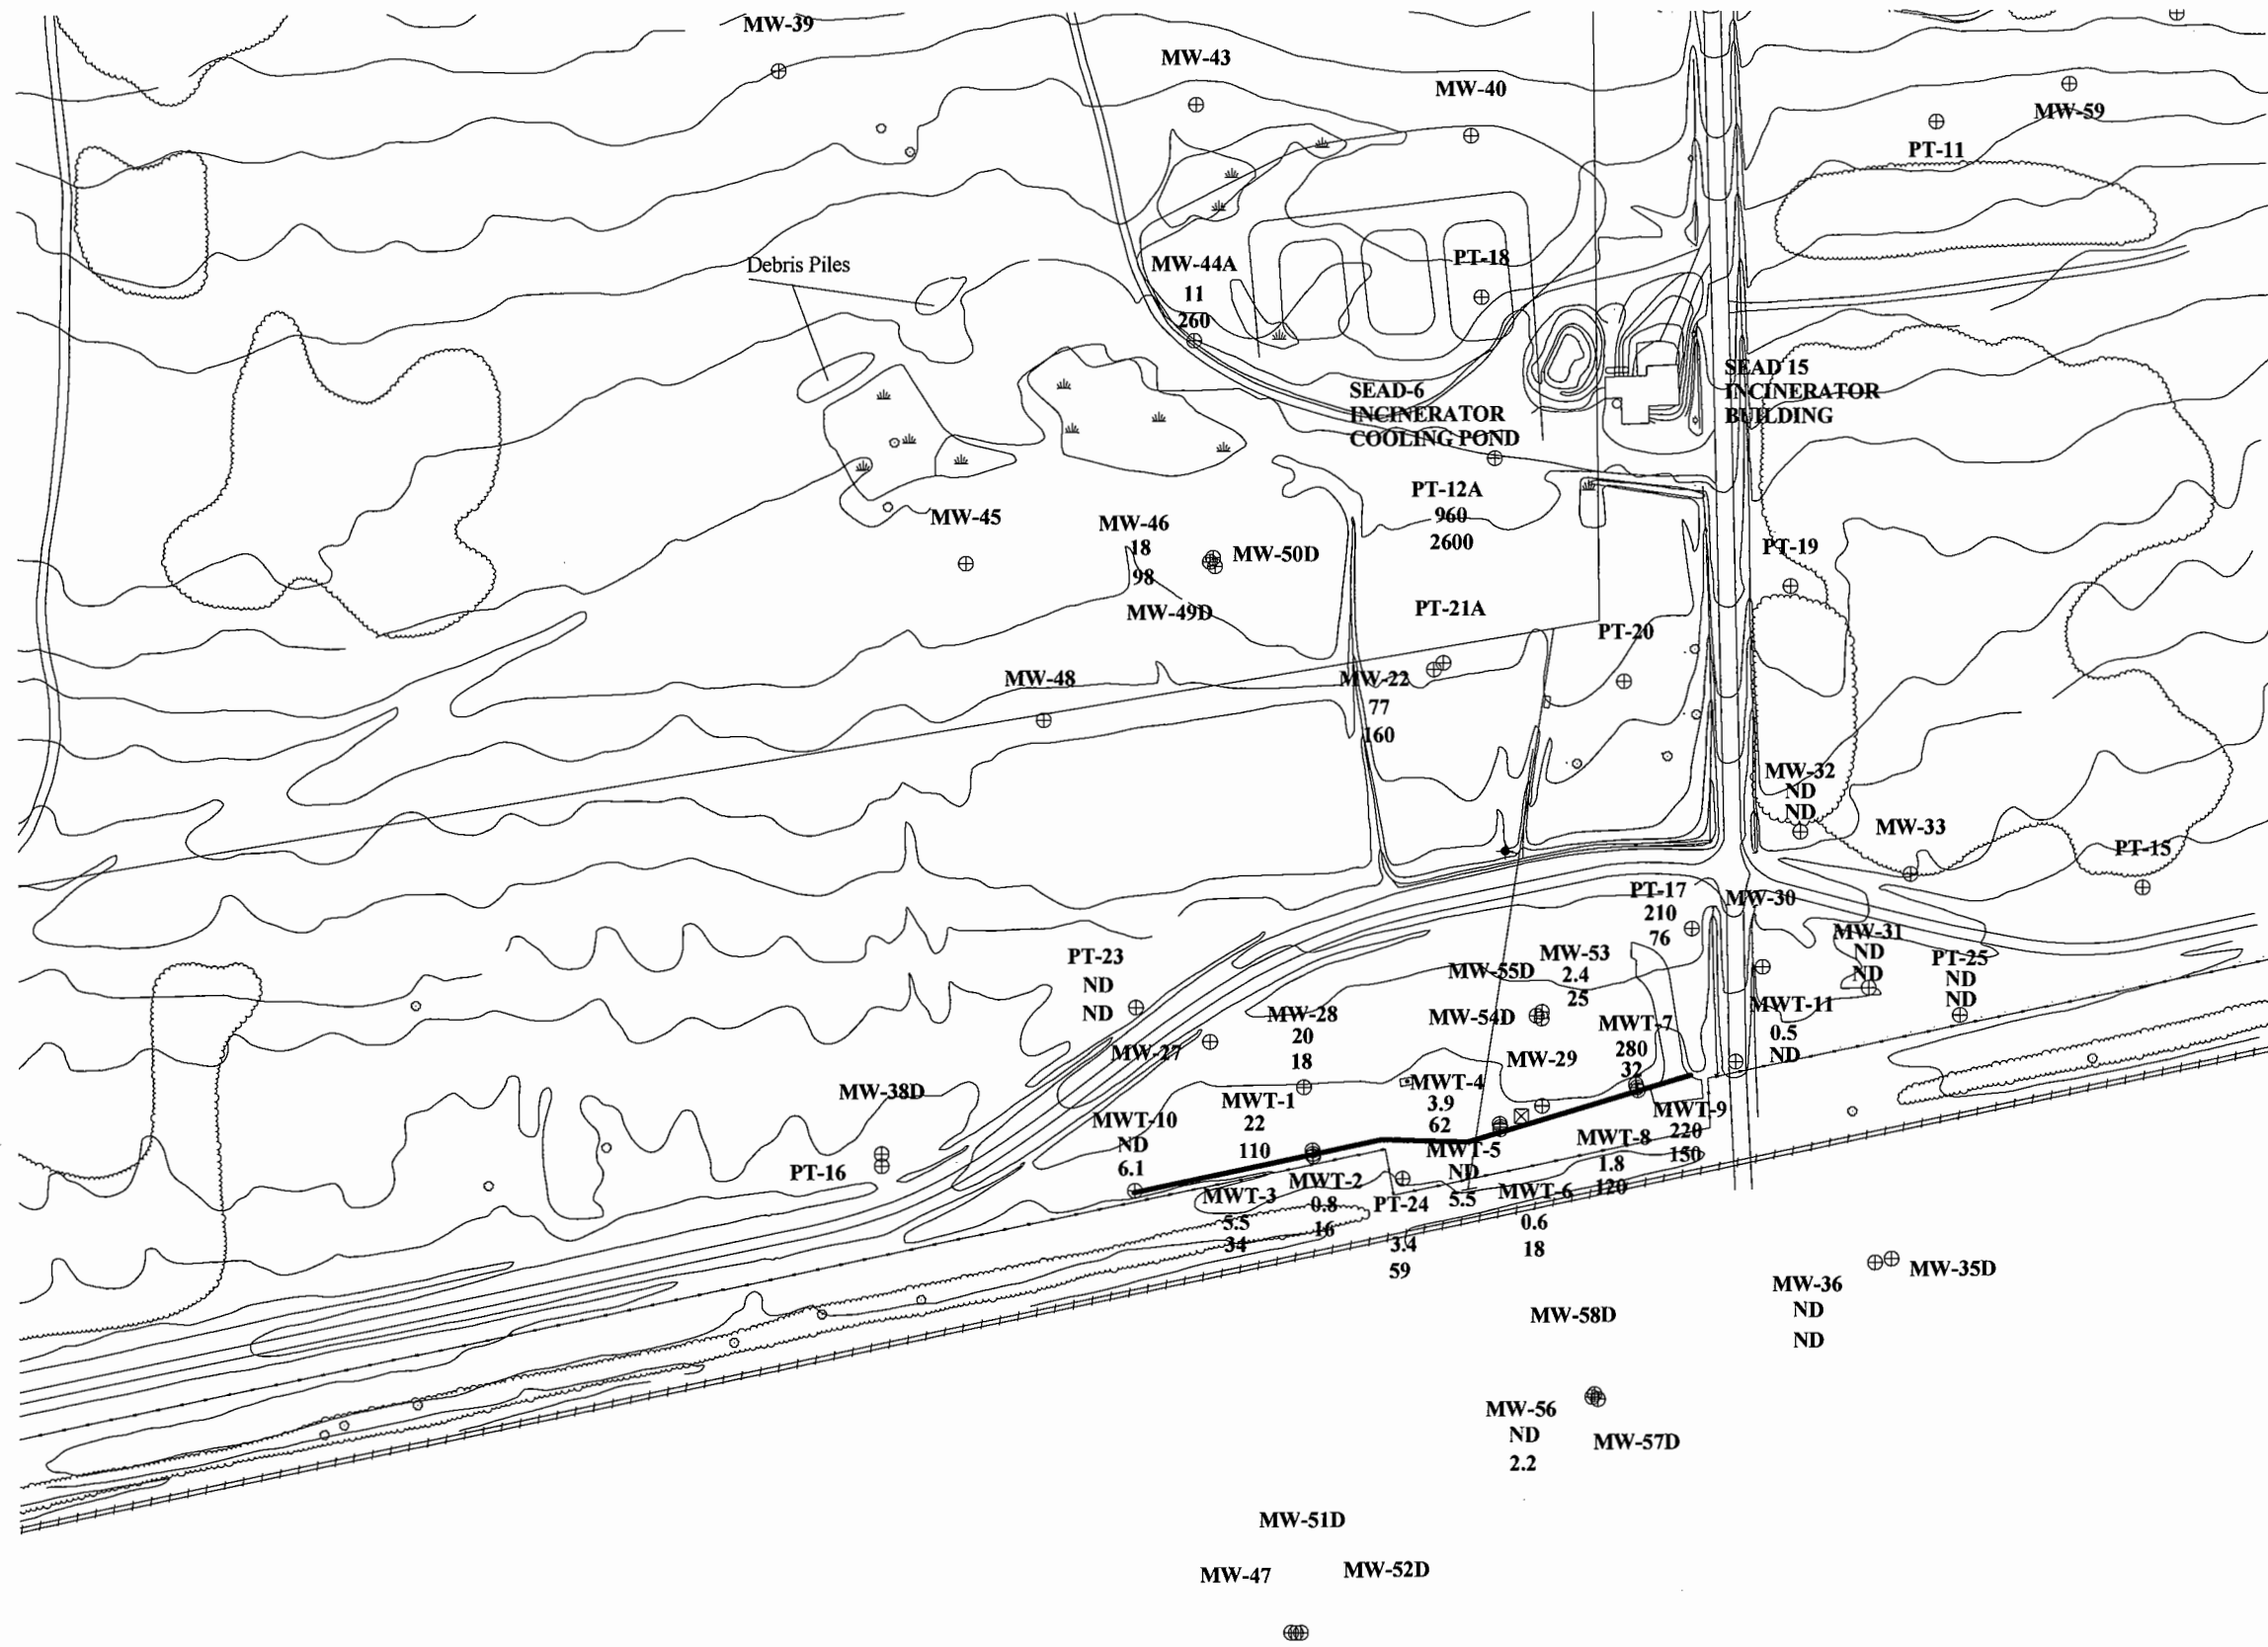 MW-39
MW-43
MW-40
MW-59
PT-11
Debris Piles
MW-44A
11
260
PT-18
SEAD-6
INCINERATOR
COOLING POND
SEAD 15
INCINERATOR
BUILDING
PT-12A
960
2600
MW-45
MW-46
18
98
MW-50D
MW-49D
PT-19
PT-21A
PT-20
MW-48
MW-22
77
160
MW-32
ND
ND
MW-33
PT-15
PT-17
210
76
MW-30
MW-31
ND
ND
PT-25
ND
ND
PT-23
ND
ND
MW-53
2.4
25
MW-55D
MW-54D
MW-28
20
18
MW-27
MWT-7
280
32
MWT-11
0.5
ND
MW-29
MW-38D
PT-16
MWT-10
ND
6.1
MWT-1
22
110
MWT-4
3.9
62
MWT-5
ND
5.5
MWT-9
220
150
MWT-8
1.8
120
MWT-3
5.5
34
MWT-2
0.8
16
PT-24
3.4
59
MWT-6
0.6
18
MW-36
ND
ND
MW-35D
MW-58D
MW-56
ND
2.2
MW-57D
MW-51D
MW-47
MW-52D